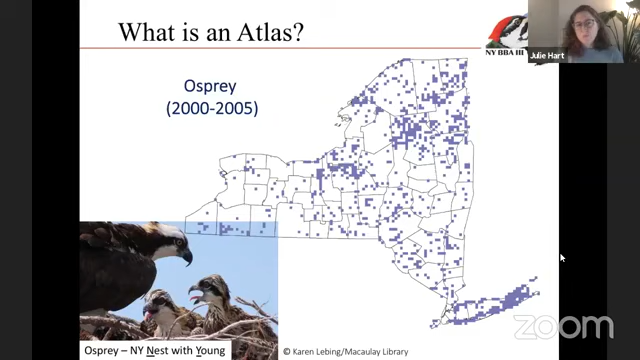 What is an Atlas?
NY BBA III
Julie Hart
Osprey
(2000-2005)
Osprey – NY Nest with Young
© Karen Lebing/Macaulay Library
zoom